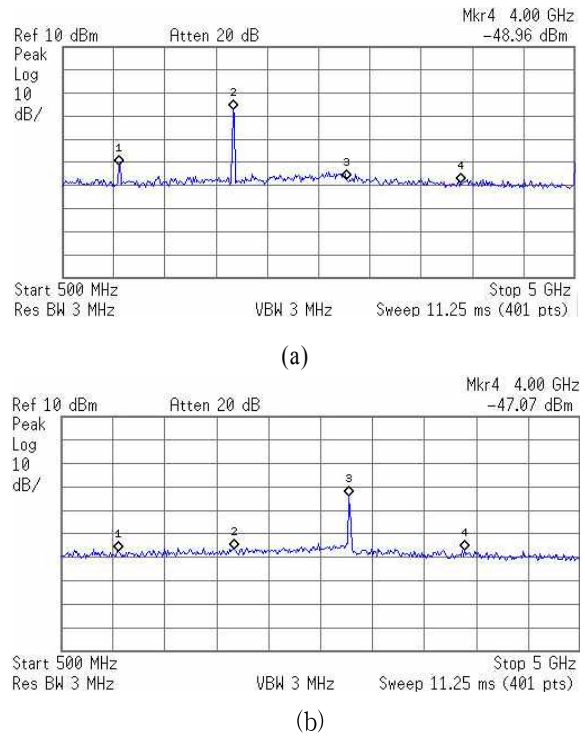 Mkr4 4.00 GHz
Ref 10 dBm Atten 20 dB -48.96 dBm
Peak
Log
10
dB/
1
2
3
4
Start 500 MHz Stop 5 GHz
Res BW 3 MHz VBW 3 MHz Sweep 11.25 ms (401 pts)
(a)
Mkr4 4.00 GHz
Ref 10 dBm Atten 20 dB -47.07 dBm
Peak
Log
10
dB/
1
2
3
4
Start 500 MHz Stop 5 GHz
Res BW 3 MHz VBW 3 MHz Sweep 11.25 ms (401 pts)
(b)